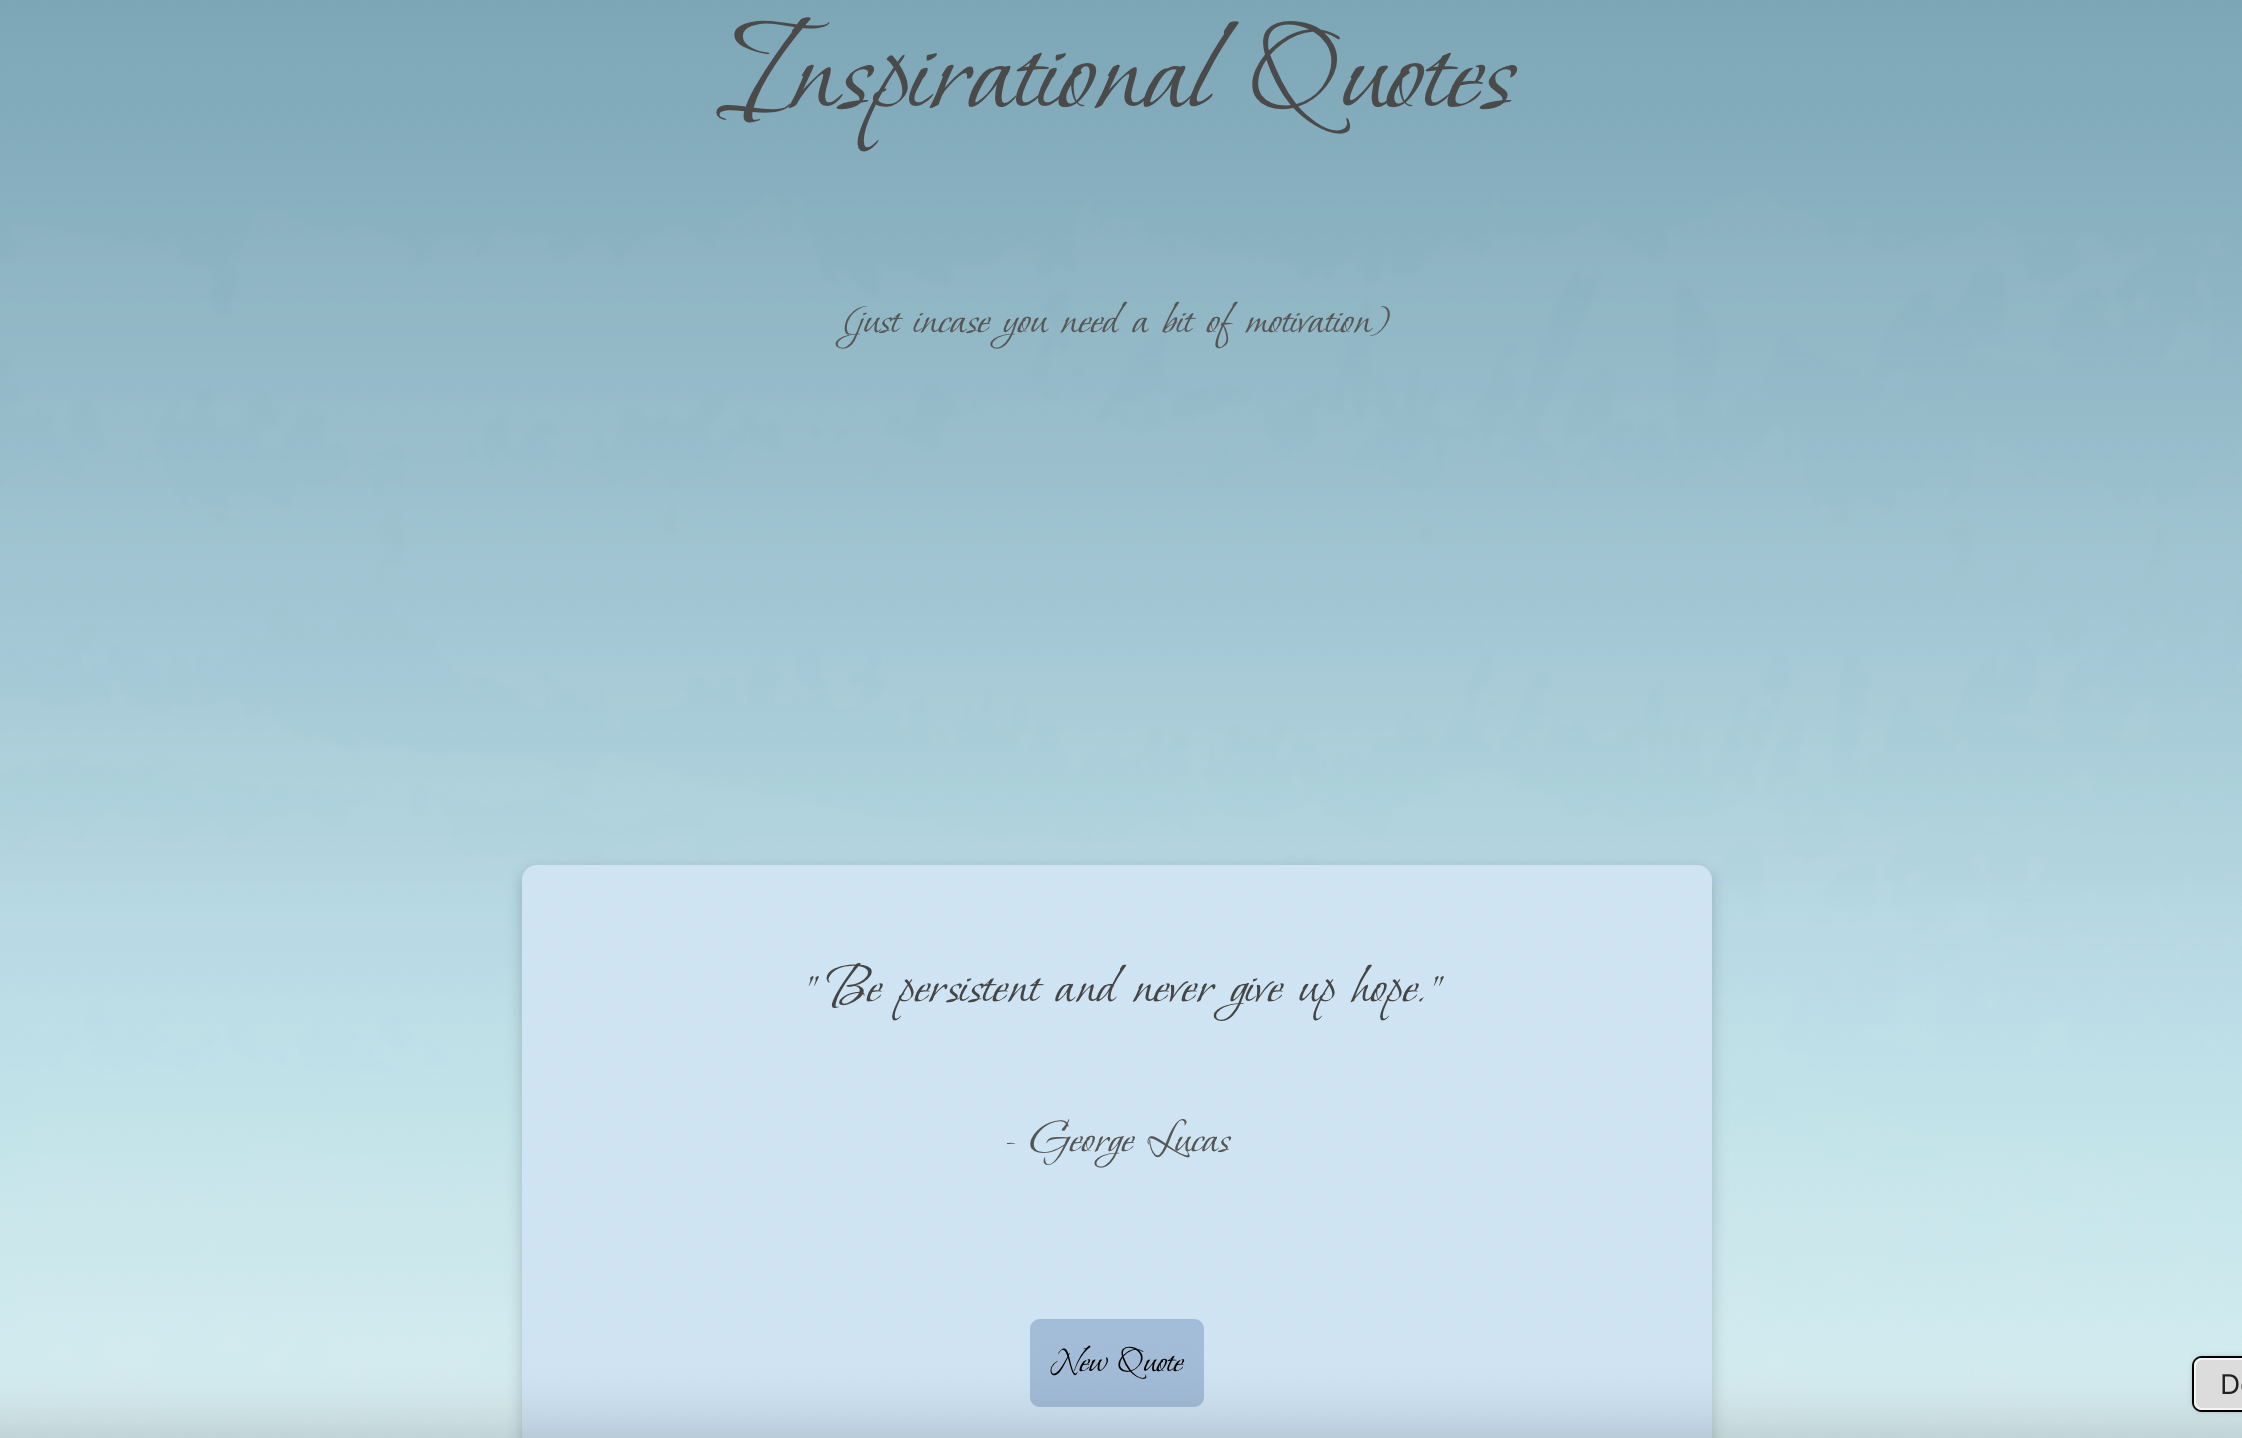 Inspirational Quotes
(just incase you need a bit of motivation)
"Be persistent and never give up hope."
- George Lucas
New Quote